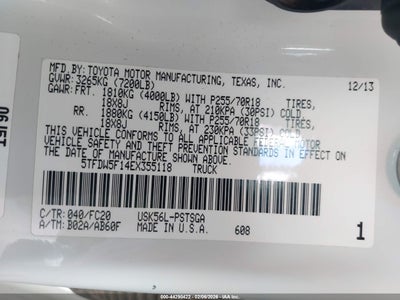 MFD.BY: TOYOTA MOTOR MANUFACTURING, TEXAS, INC.
GVWR: 3265KG (7200LB) 12/13
GAWR: FRT. 1810KG (4000LB) WITH P255/70R18 TIRES,
18X8J RIMS, AT 210KPA (30PSI) COLD.
RR. 1880KG (4150LB) WITH P255/70R18 TIRES,
18X8J RIMS, AT 230KPA (33PSI) COLD.
THIS VEHICLE CONFORMS TO ALL APPLICABLE FEDERAL MOTOR
VEHICLE SAFETY AND THEFT PREVENTION STANDARDS IN EFFECT ON
THE DATE OF MANUFACTURE SHOWN ABOVE.
5TFDW5F14EX355118 TRUCK
C/TR: 040/FC20 USK56L-PSTSGA
A/TM: B02A/AB60F MADE IN U.S.A. 608
1
IAA
000-44290422 - 02/06/2026 - IAAI.COM